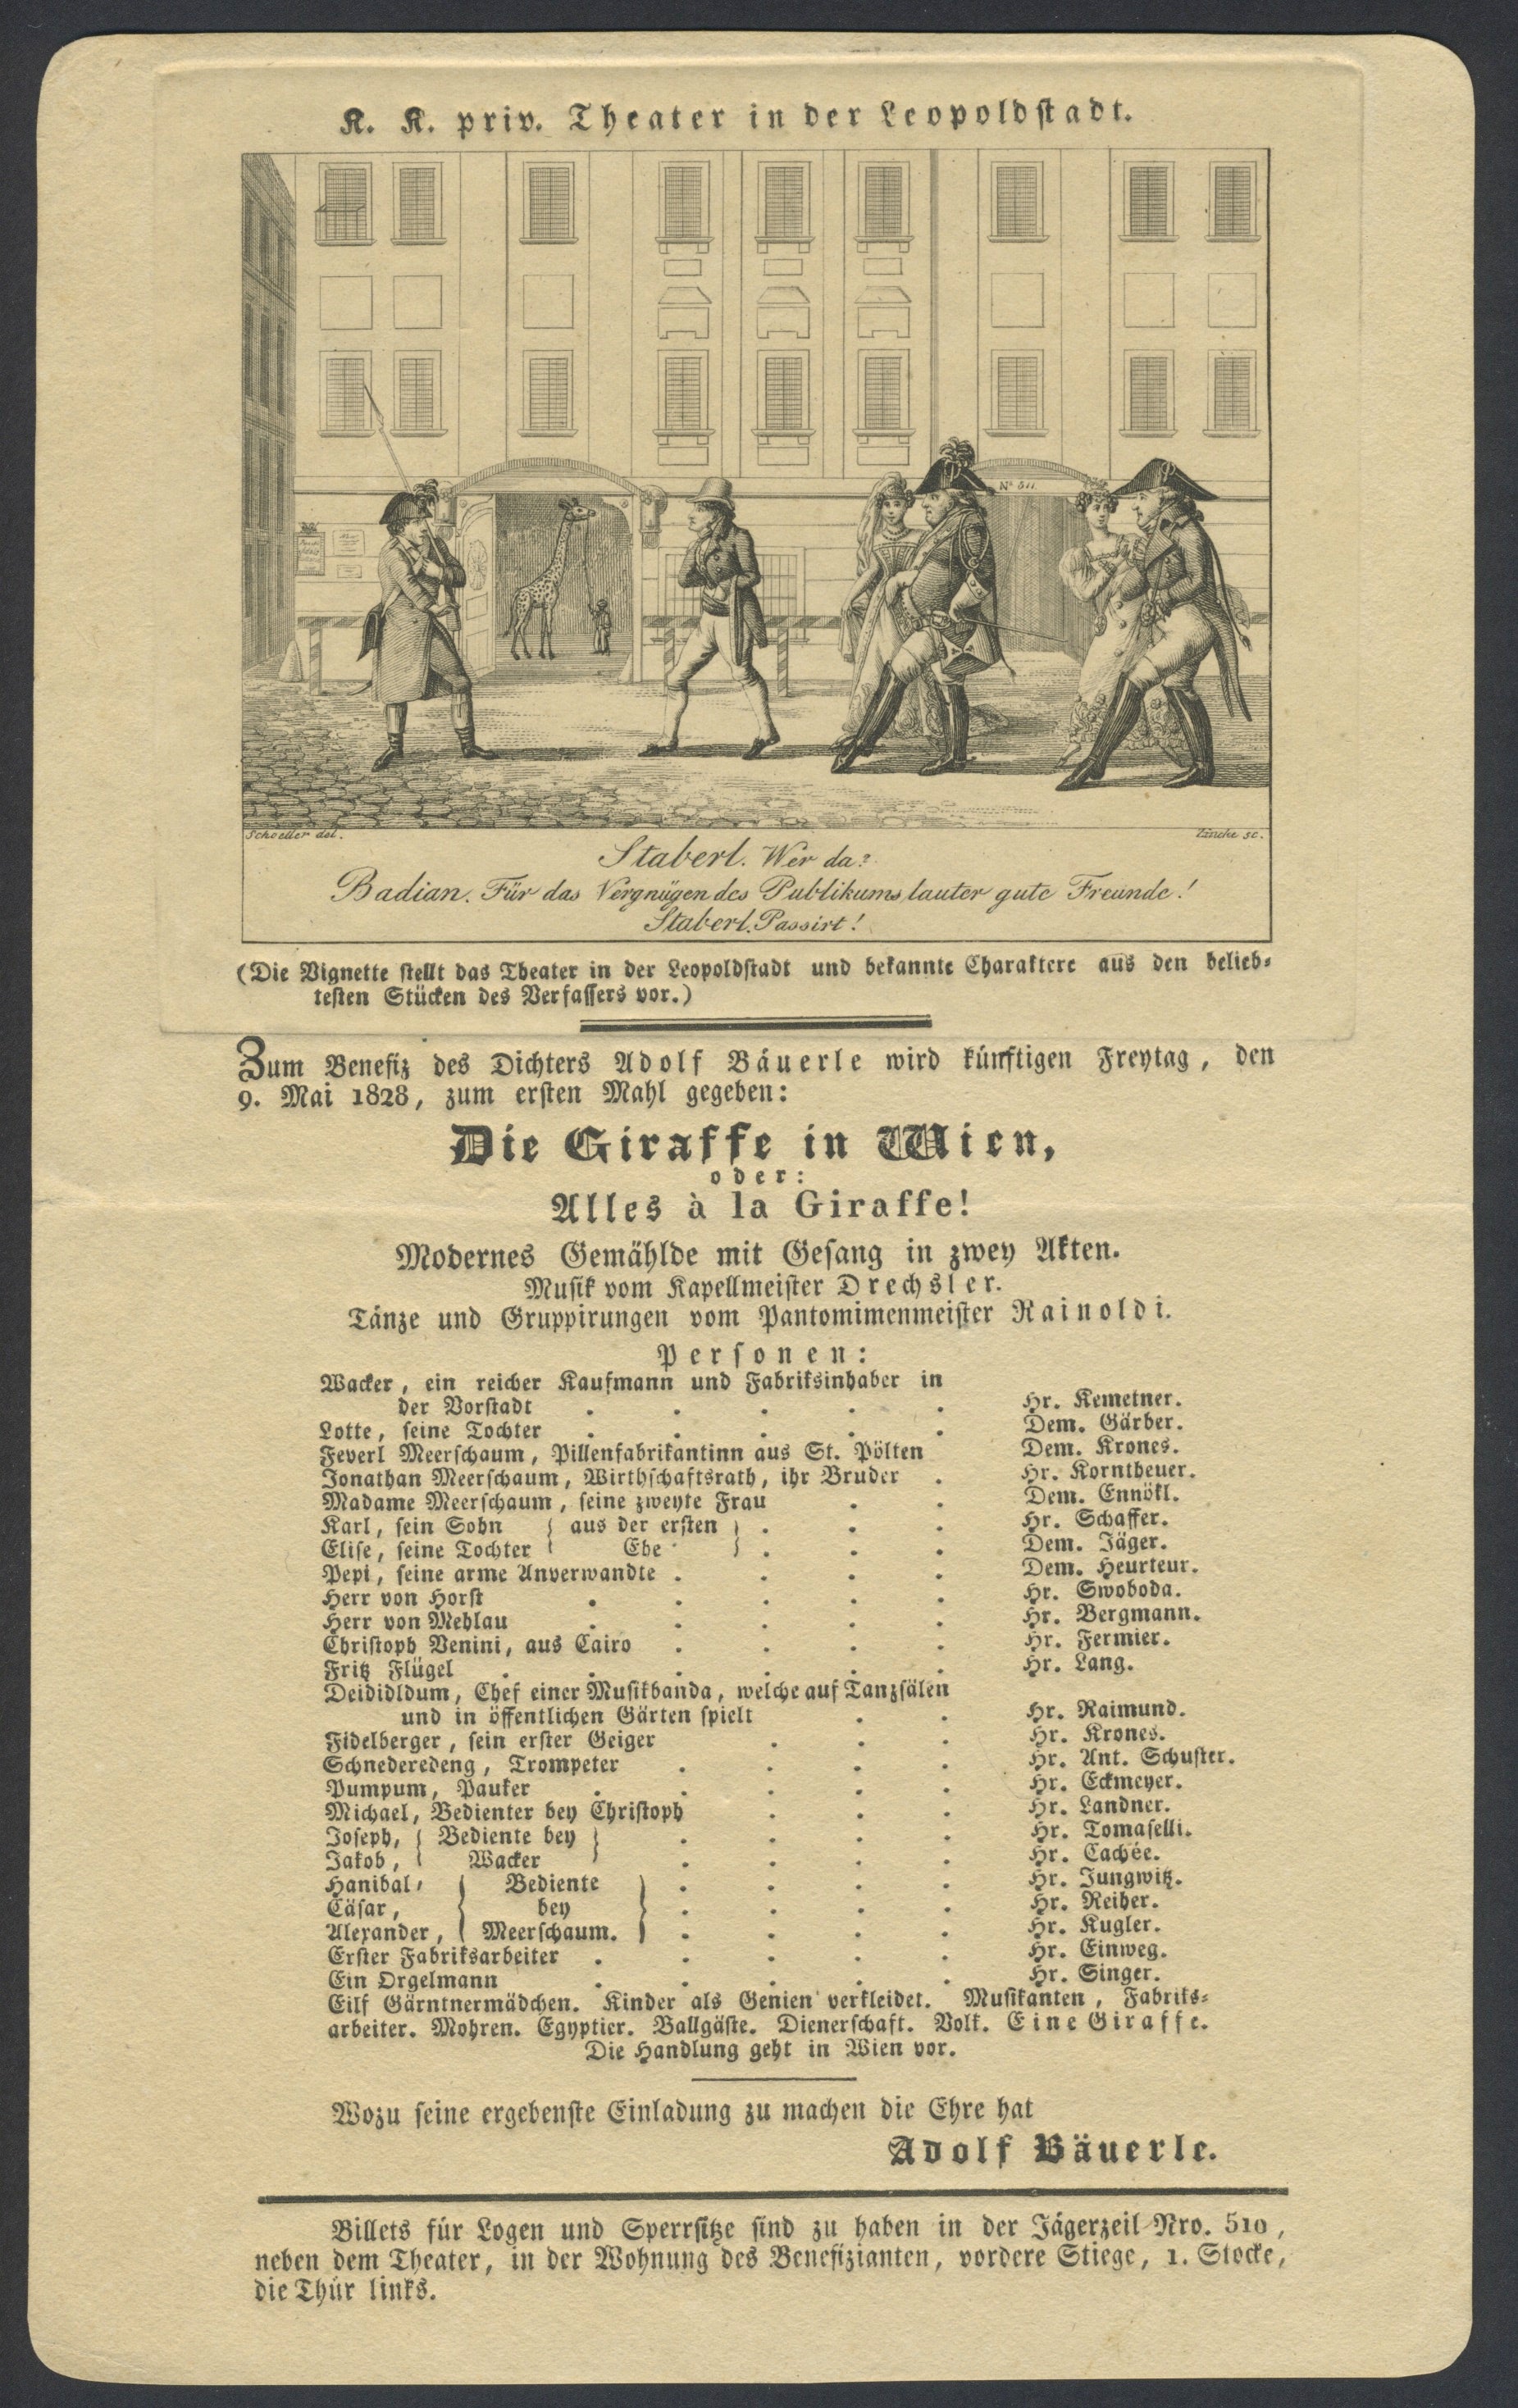 K. K. priv. Theater in der Leopoldstadt.
No 511
Schoeller del.
Zincke sc.
Staberl. Wer da?
Badian. Für das Vergnügen des Publikums lauter gute Freunde!
Staberl. Passirt!
(Die Vignette stellt das Theater in der Leopoldstadt und bekannte Charaktere aus den belieb-
testen Stücken des Verfassers vor.)
Zum Benefiz des Dichters Adolf Bäuerle wird künftigen Freytag, den
9. Mai 1828, zum ersten Mahl gegeben:
Die Giraffe in Wien,
oder:
Alles à la Giraffe!
Modernes Gemählde mit Gesang in zwey Akten.
Musik vom Kapellmeister Drechsler.
Tänze und Gruppirungen vom Pantomimenmeister Rainoldi.
Personen:
Wacker, ein reicher Kaufmann und Fabriksinhaber in
der Vorstadt . . . . . Hr. Kemetner.
Lotte, seine Tochter . . . . . Dem. Gärber.
Feverl Meerschaum, Pillenfabrikantinn aus St. Pölten Dem. Krones.
Jonathan Meerschaum, Wirthschaftsrath, ihr Bruder . Hr. Korntheuer.
Madame Meerschaum, seine zweyte Frau . . Dem. Ennökl.
Karl, sein Sohn { aus der ersten } . . . Hr. Schaffer.
Elise, seine Tochter { Ehe } . . . Dem. Jäger.
Pepi, seine arme Anverwandte . . . . Dem. Heurteur.
Herr von Horst . . . . . Hr. Swoboda.
Herr von Mehlau . . . . . Hr. Bergmann.
Christoph Venini, aus Cairo . . . . Hr. Fermier.
Fritz Flügel . . . . . . Hr. Lang.
Deididldum, Chef einer Musikbanda, welche auf Tanzsälen
und in öffentlichen Gärten spielt . . Hr. Raimund.
Fidelberger, sein erster Geiger . . . Hr. Krones.
Schnederedeng, Trompeter . . . . Hr. Ant. Schuster.
Pumpum, Pauker . . . . . Hr. Eckmeyer.
Michael, Bedienter bey Christoph . . . Hr. Landner.
Joseph, { Bediente bey } . . . . Hr. Tomaselli.
Jakob, { Wacker } . . . . Hr. Cachée.
Hanibal, { Bediente } . . . . Hr. Jungwitz.
Cäsar, { bey } . . . . Hr. Reiber.
Alexander, { Meerschaum. } . . . . Hr. Kugler.
Erster Fabriksarbeiter . . . . . Hr. Einweg.
Ein Orgelmann . . . . . Hr. Singer.
Eilf Gärntnermädchen. Kinder als Genien verkleidet. Musikanten, Fabriks-
arbeiter. Mohren. Egyptier. Ballgäste. Dienerschaft. Volk. Eine Giraffe.
Die Handlung geht in Wien vor.
Wozu seine ergebenste Einladung zu machen die Ehre hat
Adolf Bäuerle.
Billets für Logen und Sperrsitze sind zu haben in der Jägerzeil Nro. 510,
neben dem Theater, in der Wohnung des Benefizianten, vordere Stiege, 1. Stocke,
die Thür links.